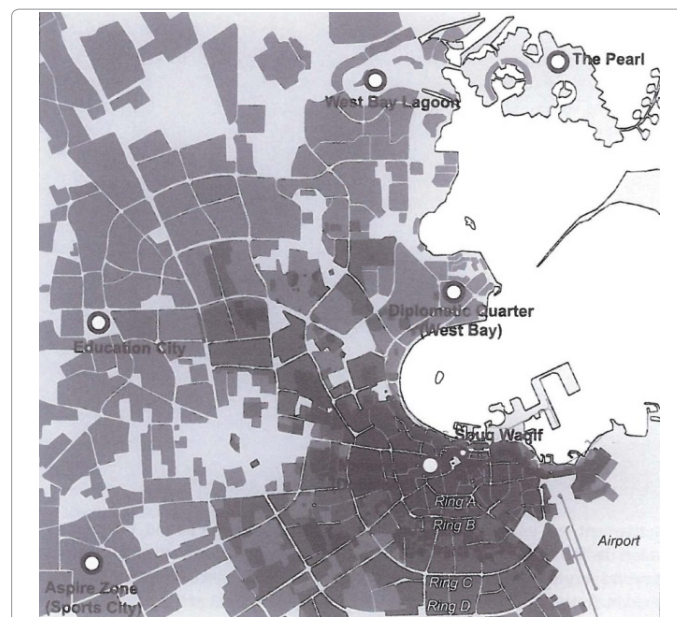 The Pearl
West Bay Lagoon
Diplomatic Quarter
(West Bay)
Education City
Souq Waqif
Ring A
Ring B
Airport
Aspire Zone
(Sports City)
Ring C
Ring D